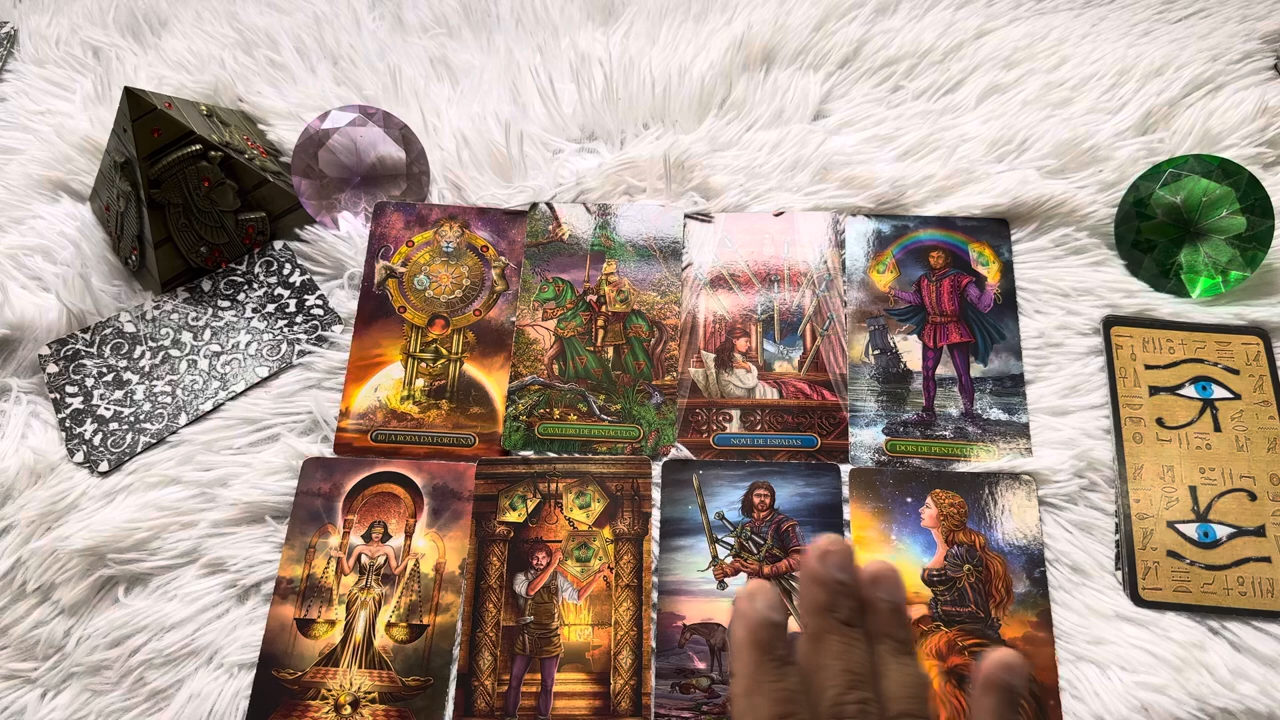 10 | A RODA DA FORTUNA
CAVALEIRO DE PENTÁCULOS
NOVE DE ESPADAS
DOIS DE PENTÁCULOS